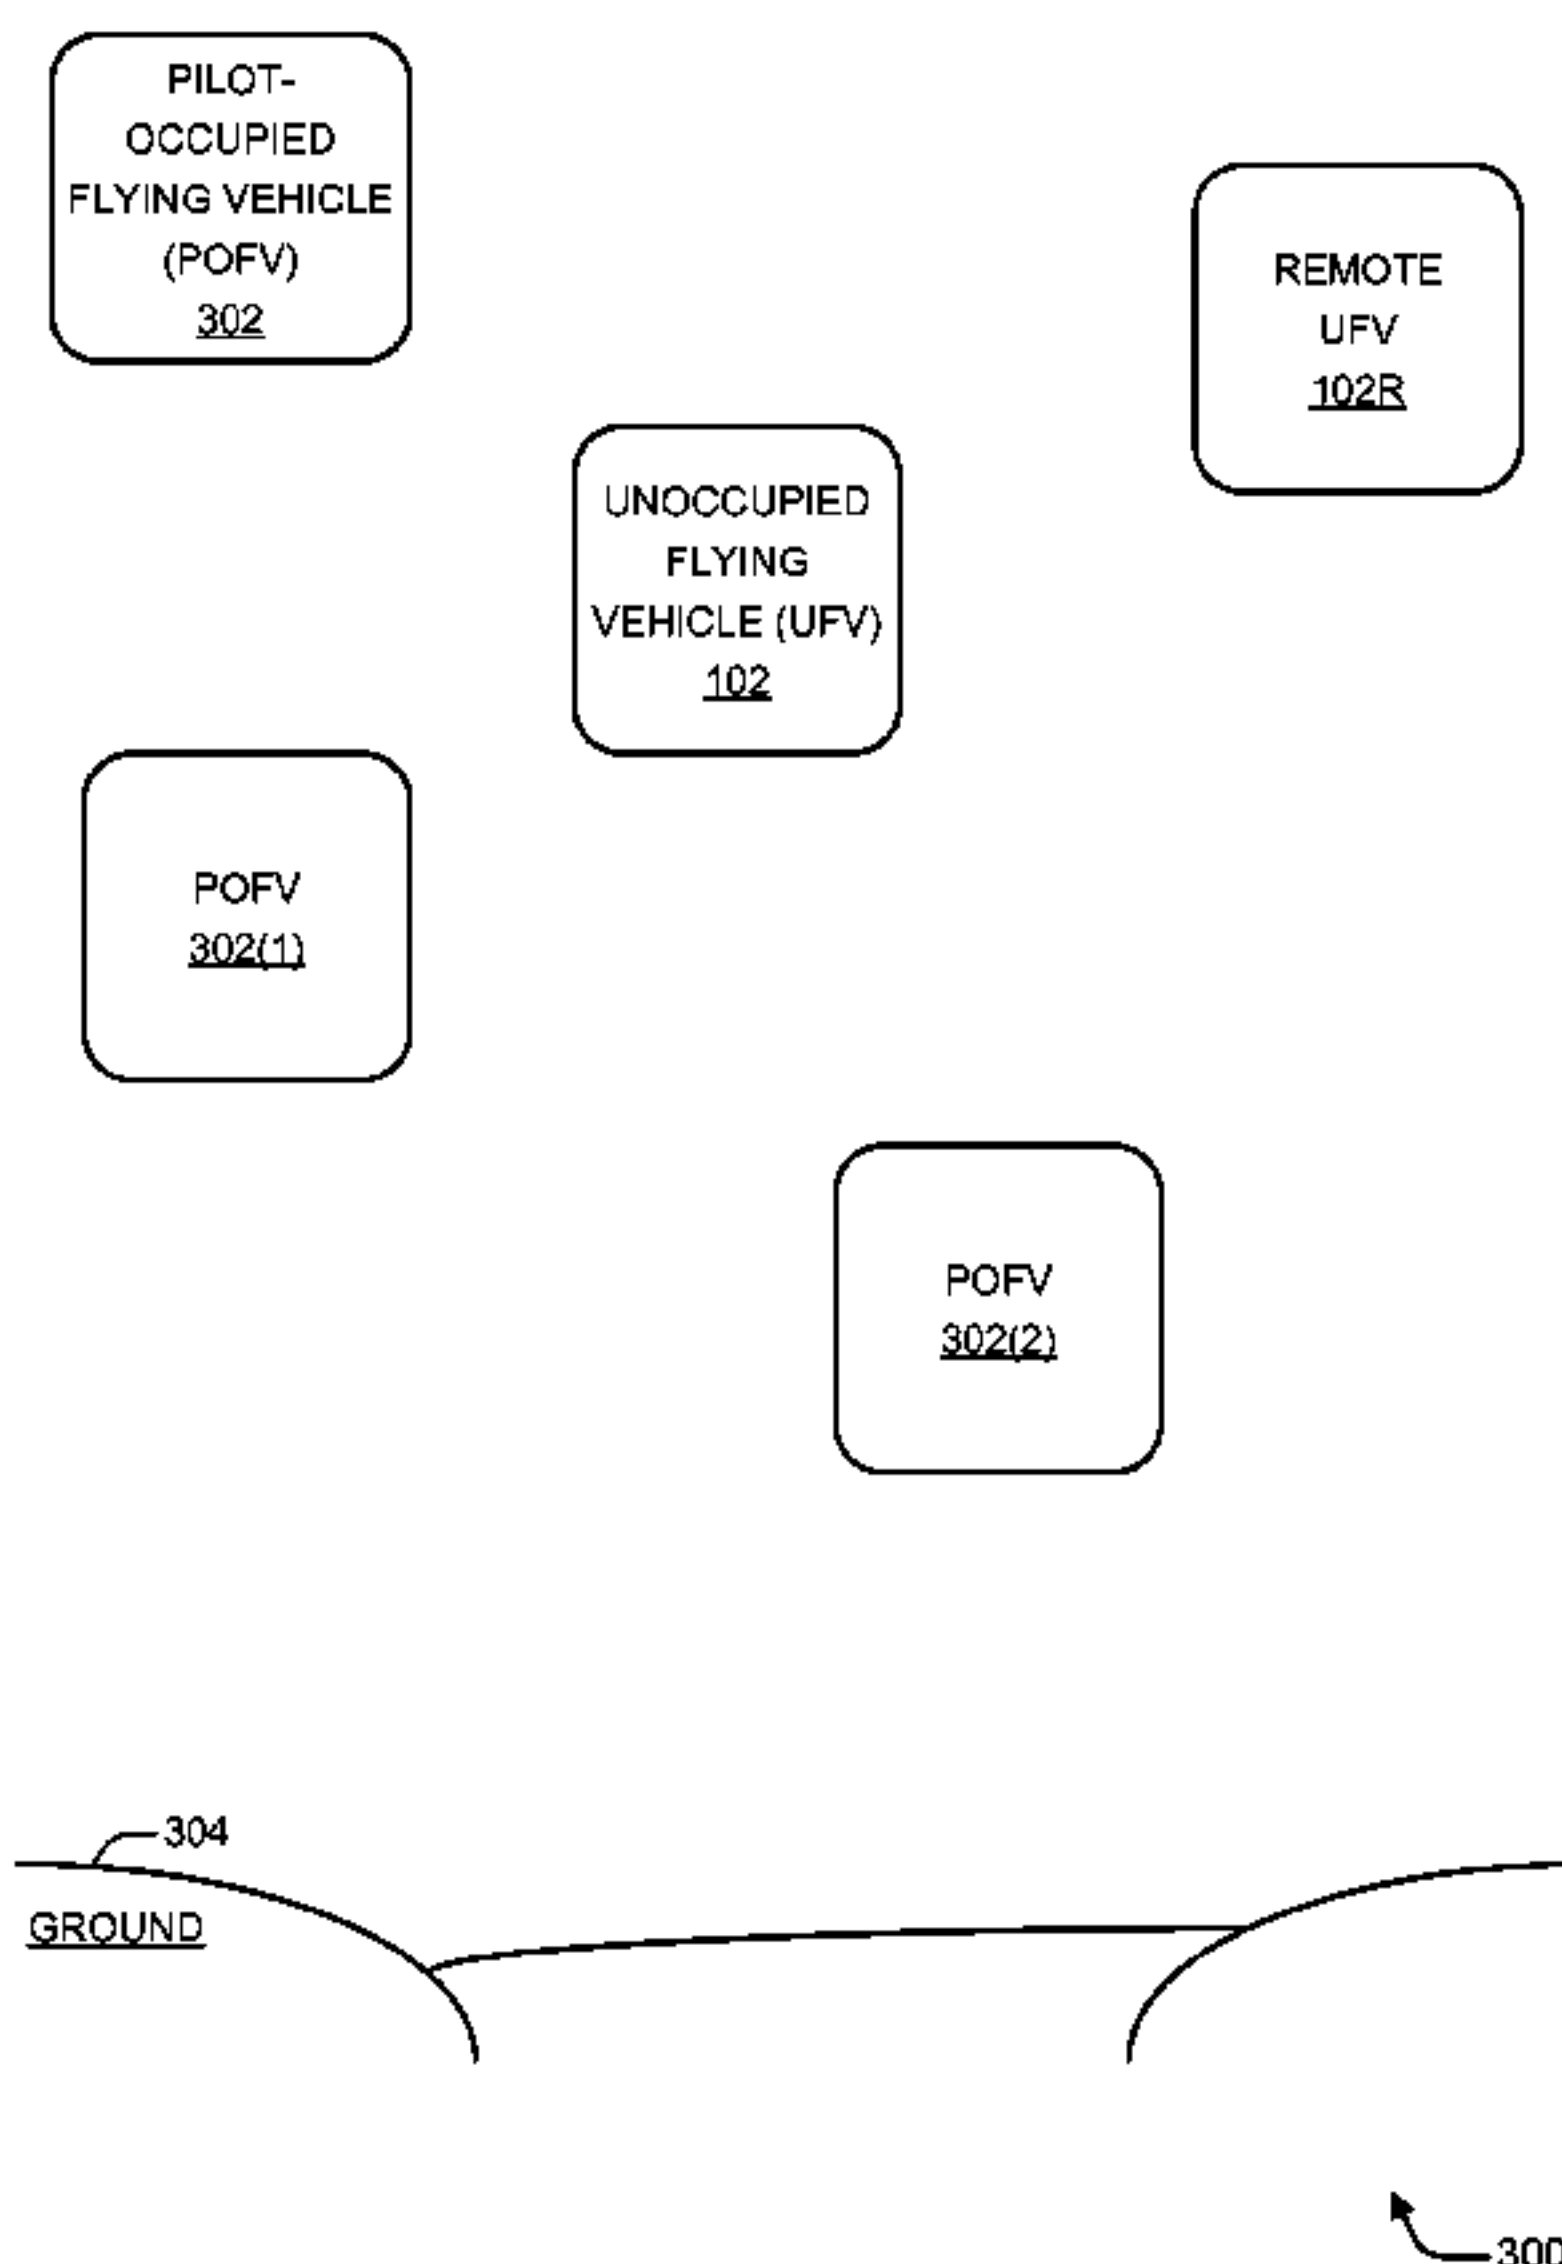 PILOT-
OCCUPIED
FLYING VEHICLE
(POFV)
302
REMOTE
UFV
102R
UNOCCUPIED
FLYING
VEHICLE (UFV)
102
POFV
302(1)
POFV
302(2)
304
GROUND
300